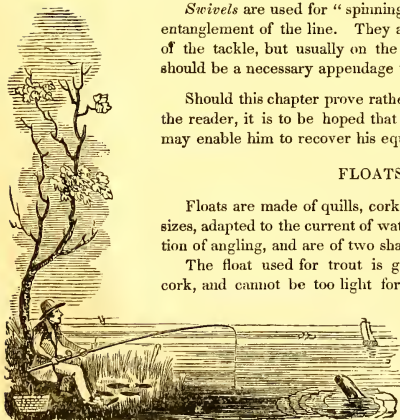 Swivels are used for “ spinning
entanglement of the line. They a
of the tackle, but usually on the
should be a necessary appendage
Should this chapter prove rathe
the reader, it is to be hoped that
may enable him to recover his equ
FLOATS
Floats are made of quills, cork
sizes, adapted to the current of wat
tion of angling, and are of two sha
The float used for trout is g
cork, and cannot be too light for